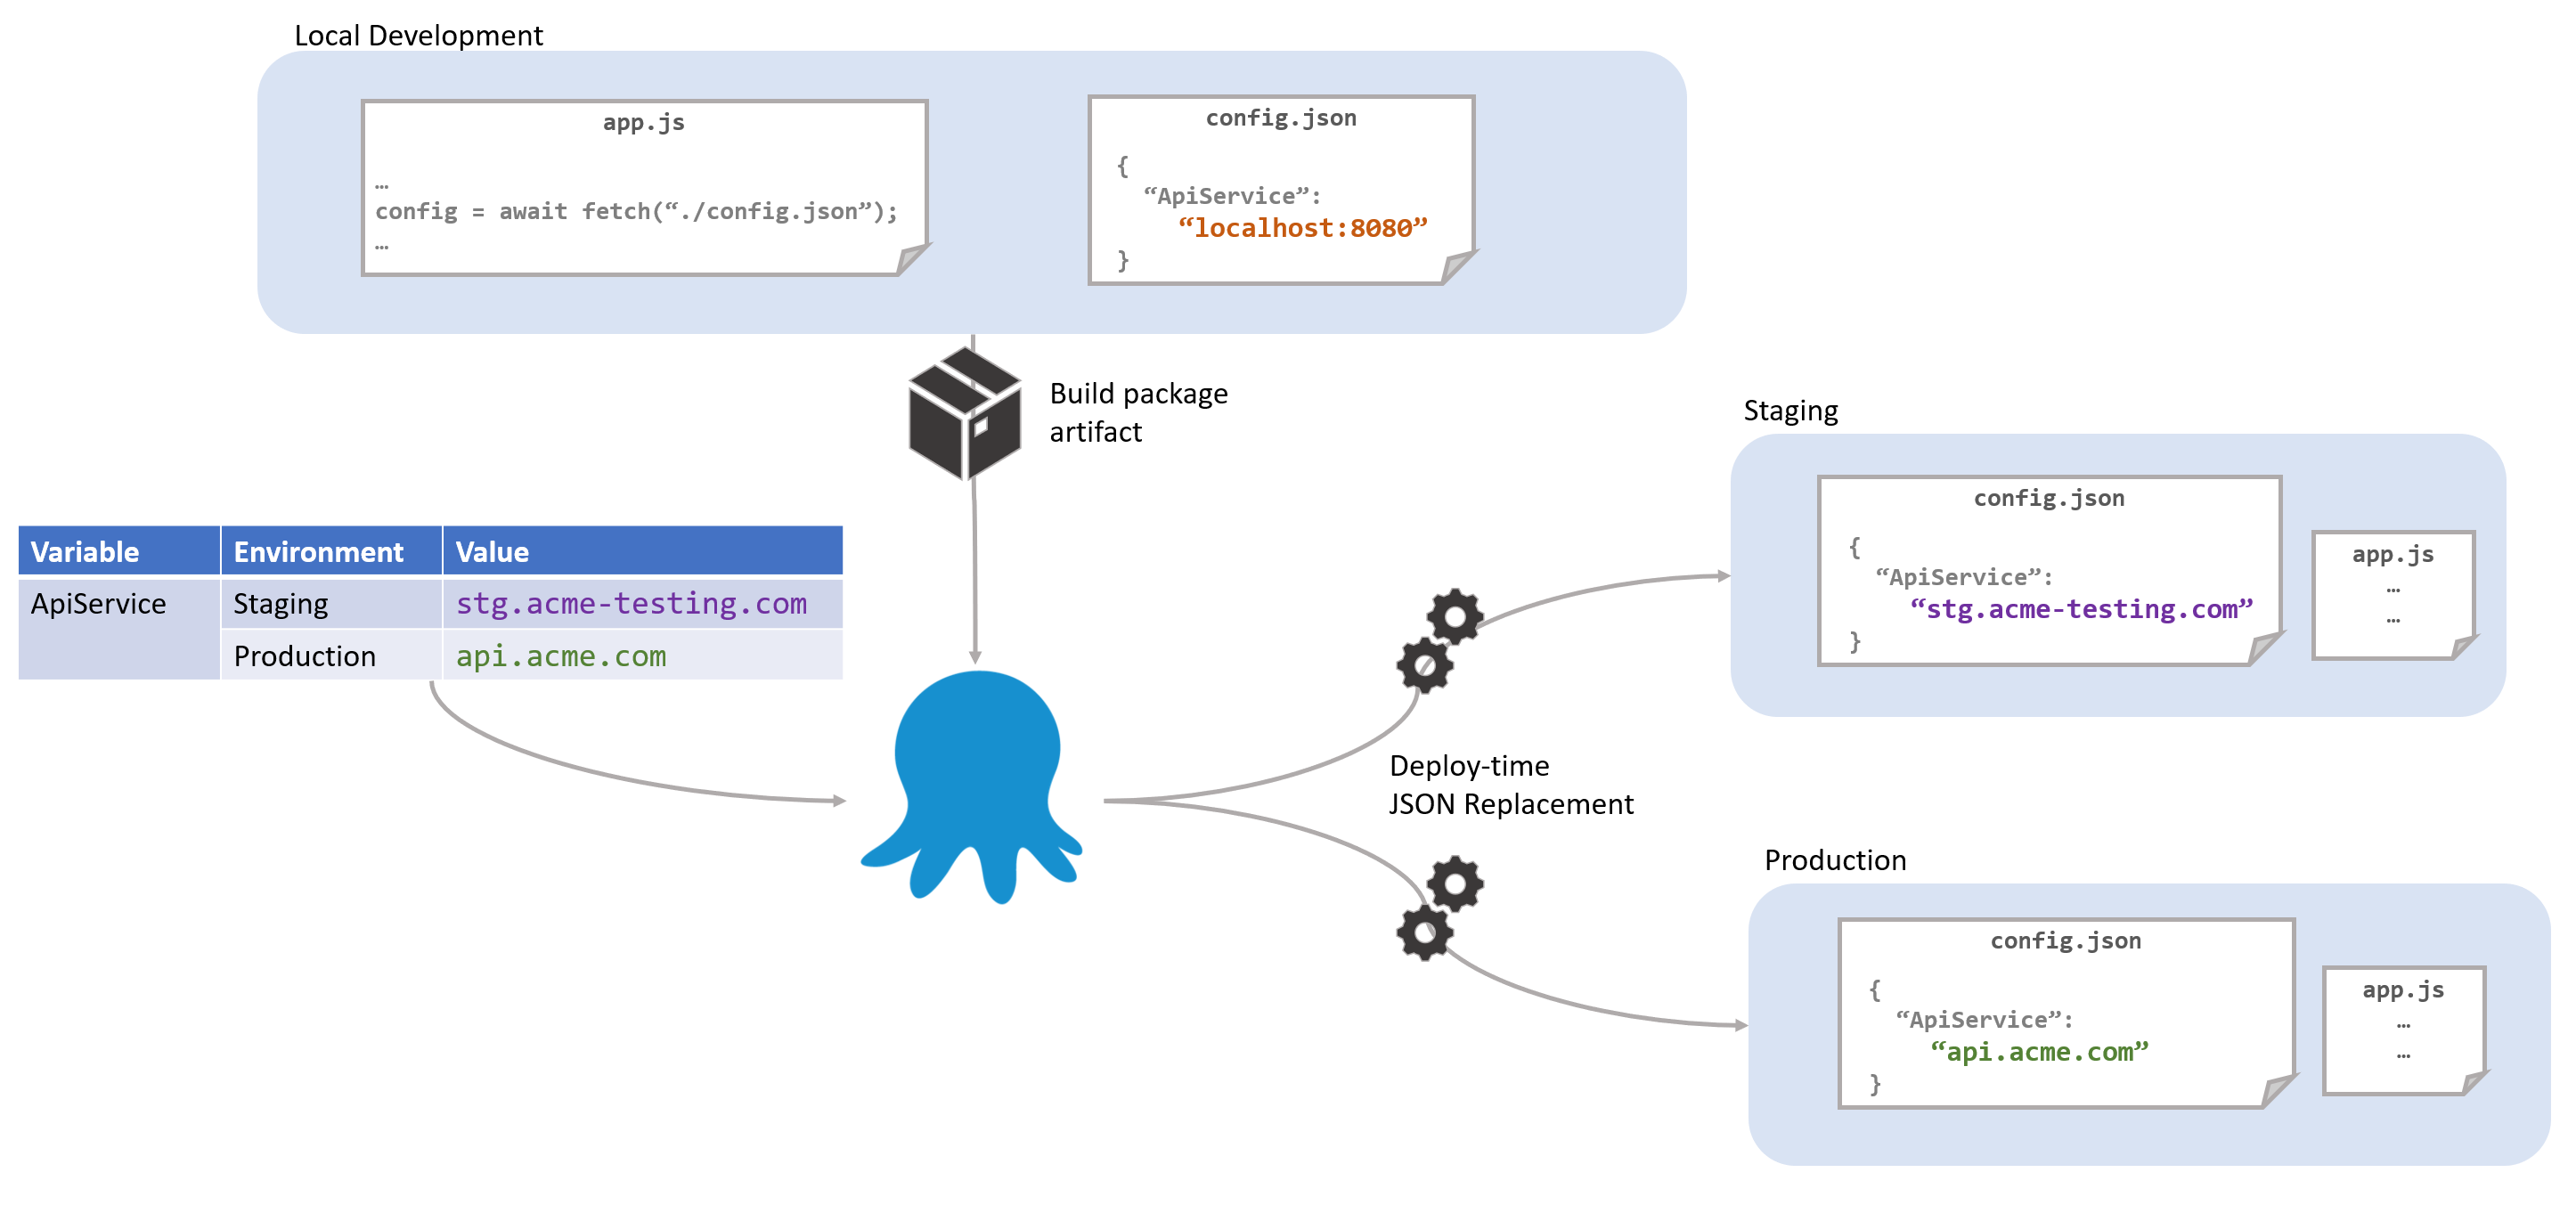 Local Development
app.js
…
config = await fetch(“./config.json”);
…
config.json
{
“ApiService”:
“localhost:8080”
}
Build package
artifact
Variable Environment Value
ApiService Staging stg.acme-testing.com
Production api.acme.com
Deploy-time
JSON Replacement
Staging
config.json
{
“ApiService”:
“stg.acme-testing.com”
}
app.js
…
…
Production
config.json
{
“ApiService”:
“api.acme.com”
}
app.js
…
…